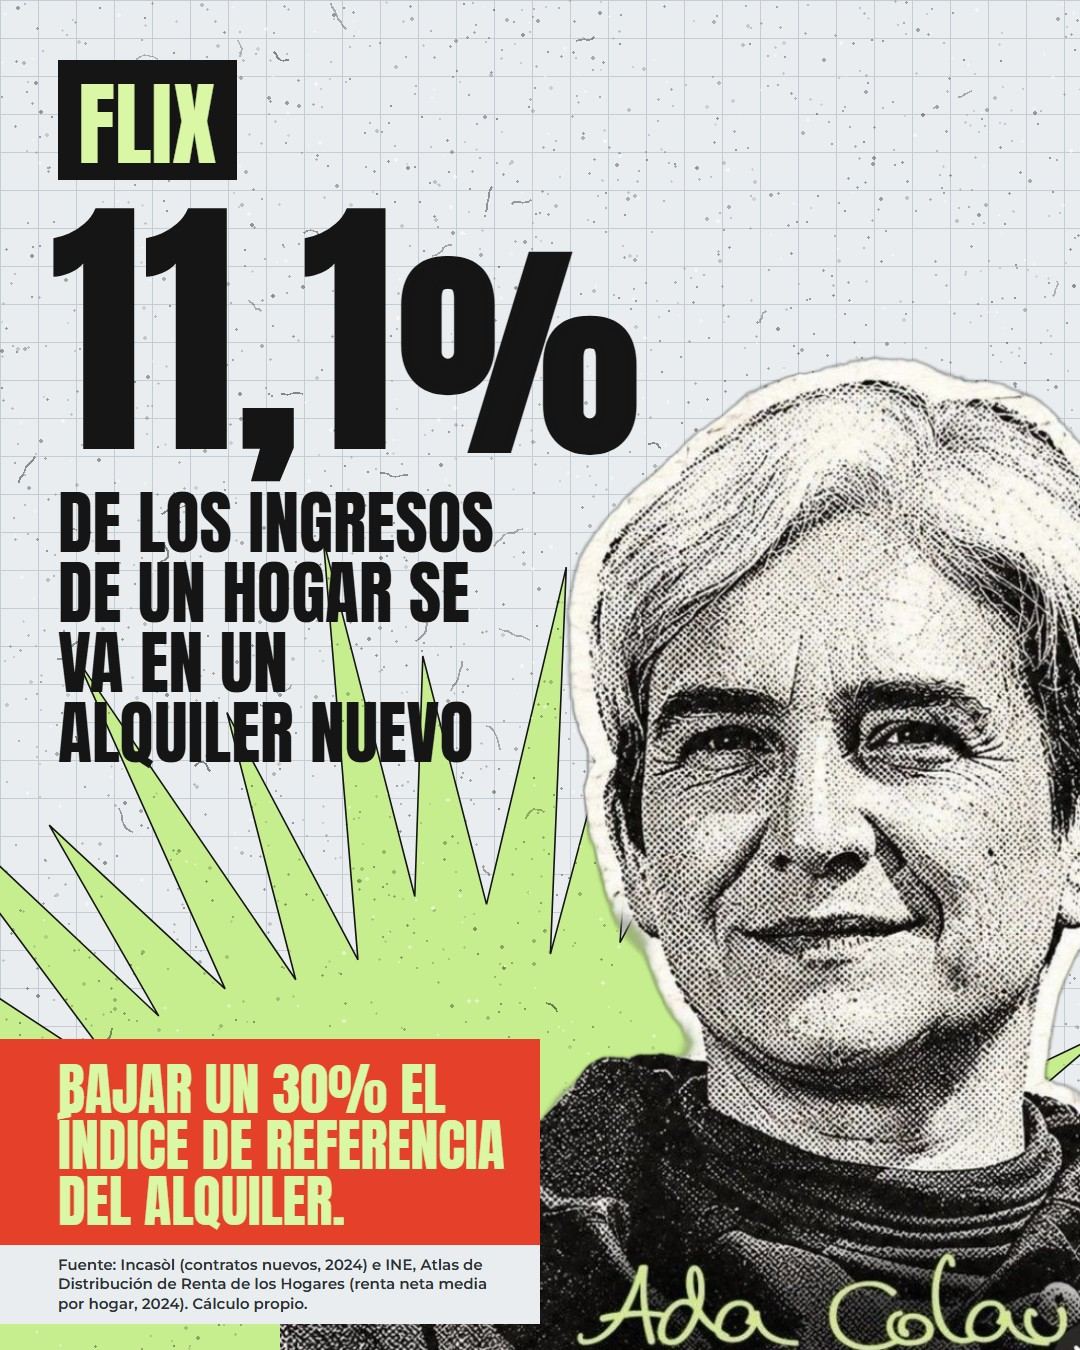 FLIX
11,1%
DE LOS INGRESOS
DE UN HOGAR SE
VA EN UN
ALQUILER NUEVO
BAJAR UN 30% EL
ÍNDICE DE REFERENCIA
DEL ALQUILER.
Fuente: Incasòl (contratos nuevos, 2024) e INE, Atlas de
Distribución de Renta de los Hogares (renta neta media
por hogar, 2024). Cálculo propio.
Ada Colau